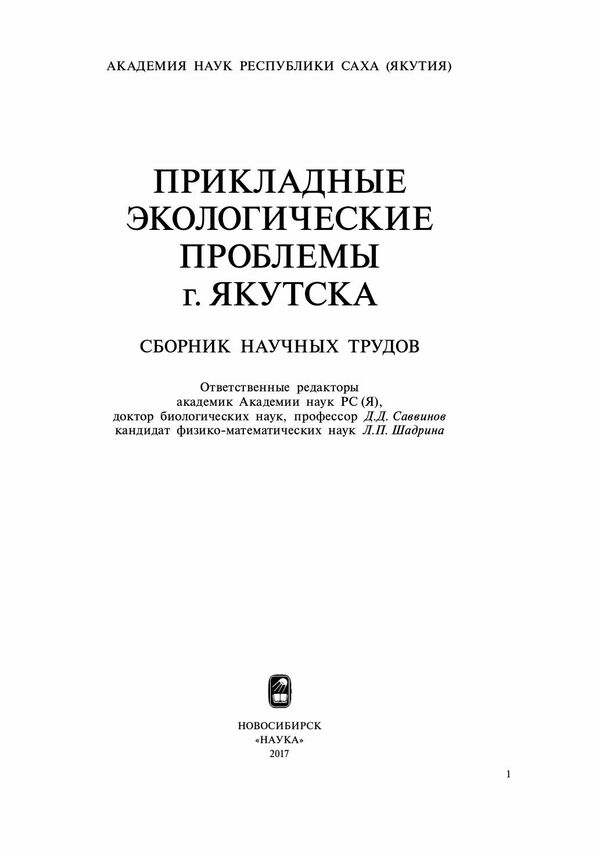 АКАДЕМИЯ НАУК РЕСПУБЛИКИ САХА (ЯКУТИЯ)
ПРИКЛАДНЫЕ
ЭКОЛОГИЧЕСКИЕ
ПРОБЛЕМЫ
г. ЯКУТСКА
СБОРНИК НАУЧНЫХ ТРУДОВ
Ответственные редакторы
академик Академии наук РС (Я),
доктор биологических наук, профессор Д.Д. Саввинов
кандидат физико-математических наук Л.П. Шадрина
НОВОСИБИРСК
«НАУКА»
2017
1